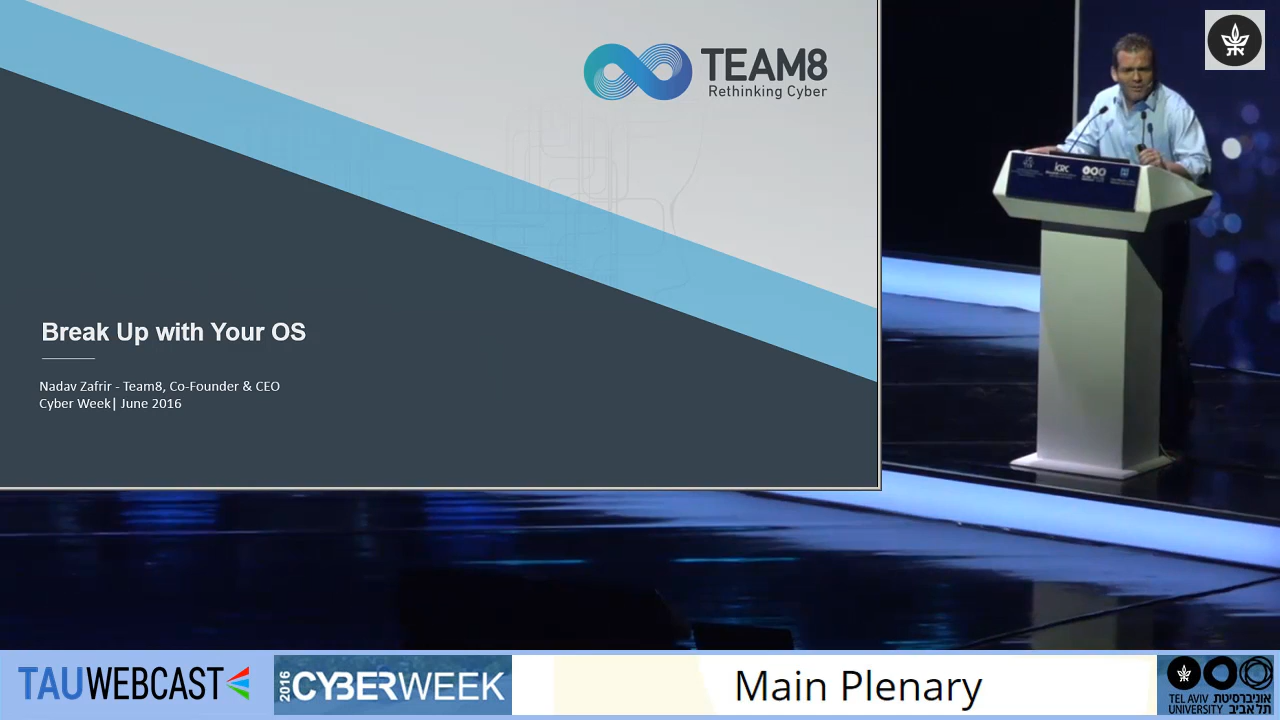 TEAM8
Rethinking Cyber
Break Up with Your OS
Nadav Zafrir - Team8, Co-Founder & CEO
Cyber Week| June 2016
TAUWEBCAST
2016
CYBERWEEK
Main Plenary
TEL AVIV אוניברסיטת
UNIVERSITY תל אביב